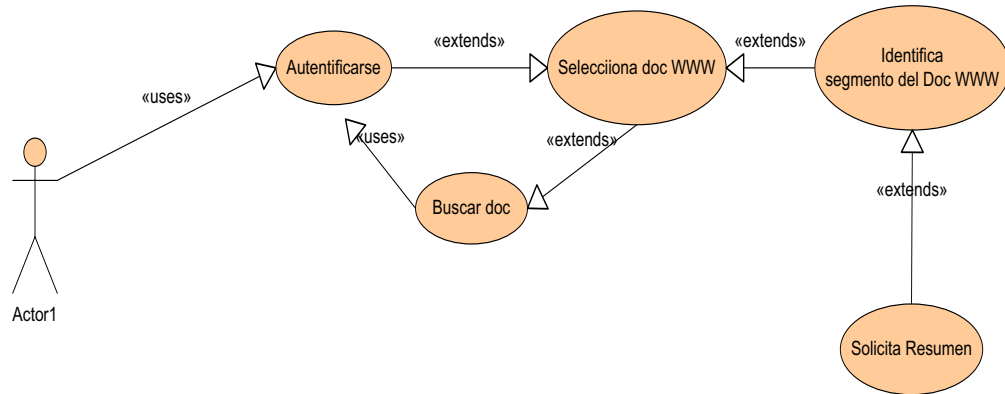 «extends»
«extends»
Identifica
segmento del Doc WWW
Autentificarse
Selecciiona doc WWW
«uses»
«uses»
«extends»
«extends»
Buscar doc
Actor1
Solicita Resumen